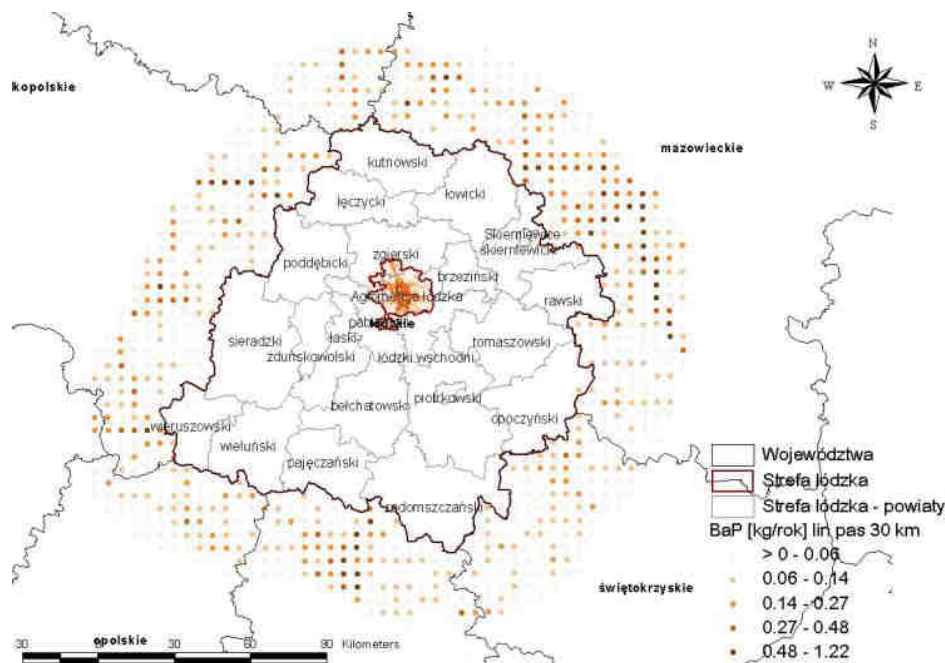 N
W E
S
kopolskie
mazowieckie
kutnowski
łowicki
łęczycki
Skierniewice
skierniewicki
zgierski
poddębicki
brzeziński
Aglomeracja łódzka
rawski
łódzkie
sieradzki
łaski
tomaszowski
zduńskowolski
łódzki wschodni
piotrkowski
bełchatowski
opoczyński
wieruszowski
wieluński
pajęczański
radomszczański
Województwa
Strefa łódzka
Strefa łódzka - powiaty
BaP [kg/rok] lin pas 30 km
> 0 - 0.06
0.06 - 0.14
0.14 - 0.27
0.27 - 0.48
0.48 - 1.22
świętokrzyskie
opolskie
30 0 30 60 90 Kilometers